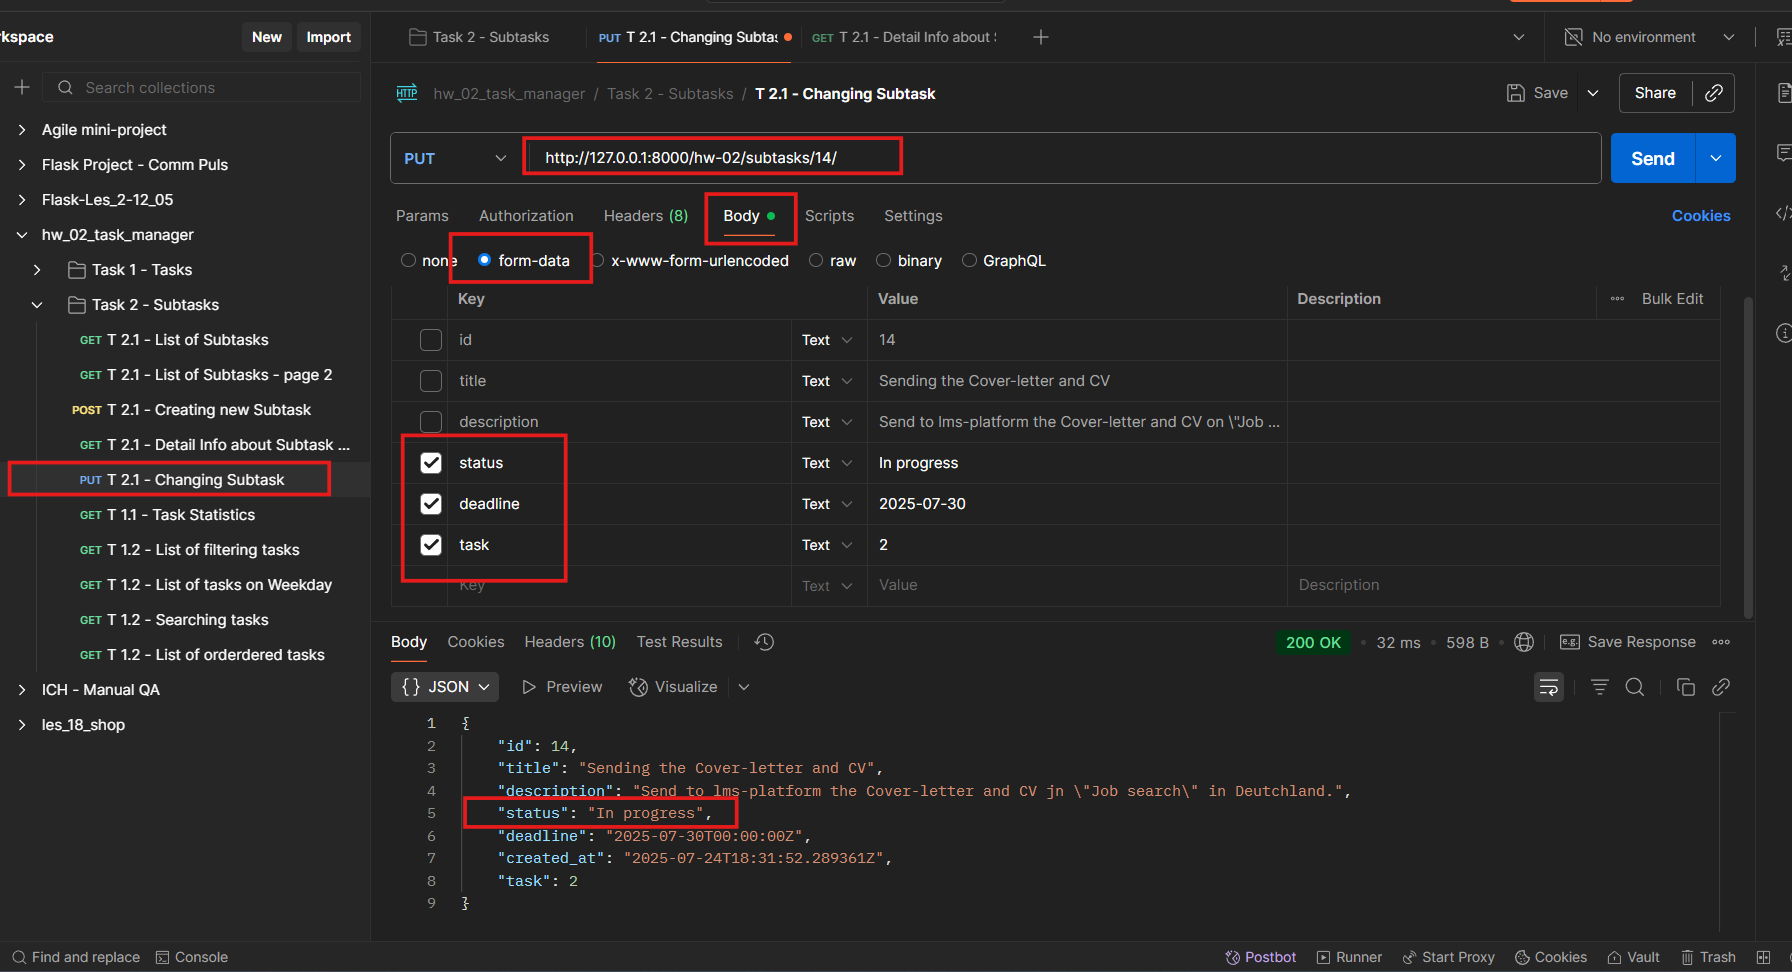 kspace
New
Import
Task 2 - Subtasks
PUT T 2.1 - Changing Subtas
GET T 2.1 - Detail Info about
No environment
Search collections
hw_02_task_manager / Task 2 - Subtasks / T 2.1 - Changing Subtask
Save
Share
Agile mini-project
Flask Project - Comm Puls
Flask-Les_2-12_05
hw_02_task_manager
Task 1 - Tasks
Task 2 - Subtasks
GET T 2.1 - List of Subtasks
GET T 2.1 - List of Subtasks - page 2
POST T 2.1 - Creating new Subtask
GET T 2.1 - Detail Info about Subtask ...
PUT T 2.1 - Changing Subtask
GET T 1.1 - Task Statistics
GET T 1.2 - List of filtering tasks
GET T 1.2 - List of tasks on Weekday
GET T 1.2 - Searching tasks
GET T 1.2 - List of orderdered tasks
ICH - Manual QA
les_18_shop
PUT
http://127.0.0.1:8000/hw-02/subtasks/14/
Send
Params Authorization Headers (8) Body Scripts Settings
Cookies
none form-data x-www-form-urlencoded raw binary GraphQL
Key Value Description Bulk Edit
id Text 14
title Text Sending the Cover-letter and CV
description Text Send to lms-platform the Cover-letter and CV on \"Job ...
status Text In progress
deadline Text 2025-07-30
task Text 2
Key Text Value Description
Body Cookies Headers (10) Test Results
200 OK 32 ms 598 B
e.g. Save Response
{} JSON Preview Visualize
1 {
2 "id": 14,
3 "title": "Sending the Cover-letter and CV",
4 "description": "Send to lms-platform the Cover-letter and CV jn \"Job search\" in Deutchland.",
5 "status": "In progress",
6 "deadline": "2025-07-30T00:00:00Z",
7 "created_at": "2025-07-24T18:31:52.289361Z",
8 "task": 2
9 }
Find and replace Console
Postbot Runner Start Proxy Cookies Vault Trash